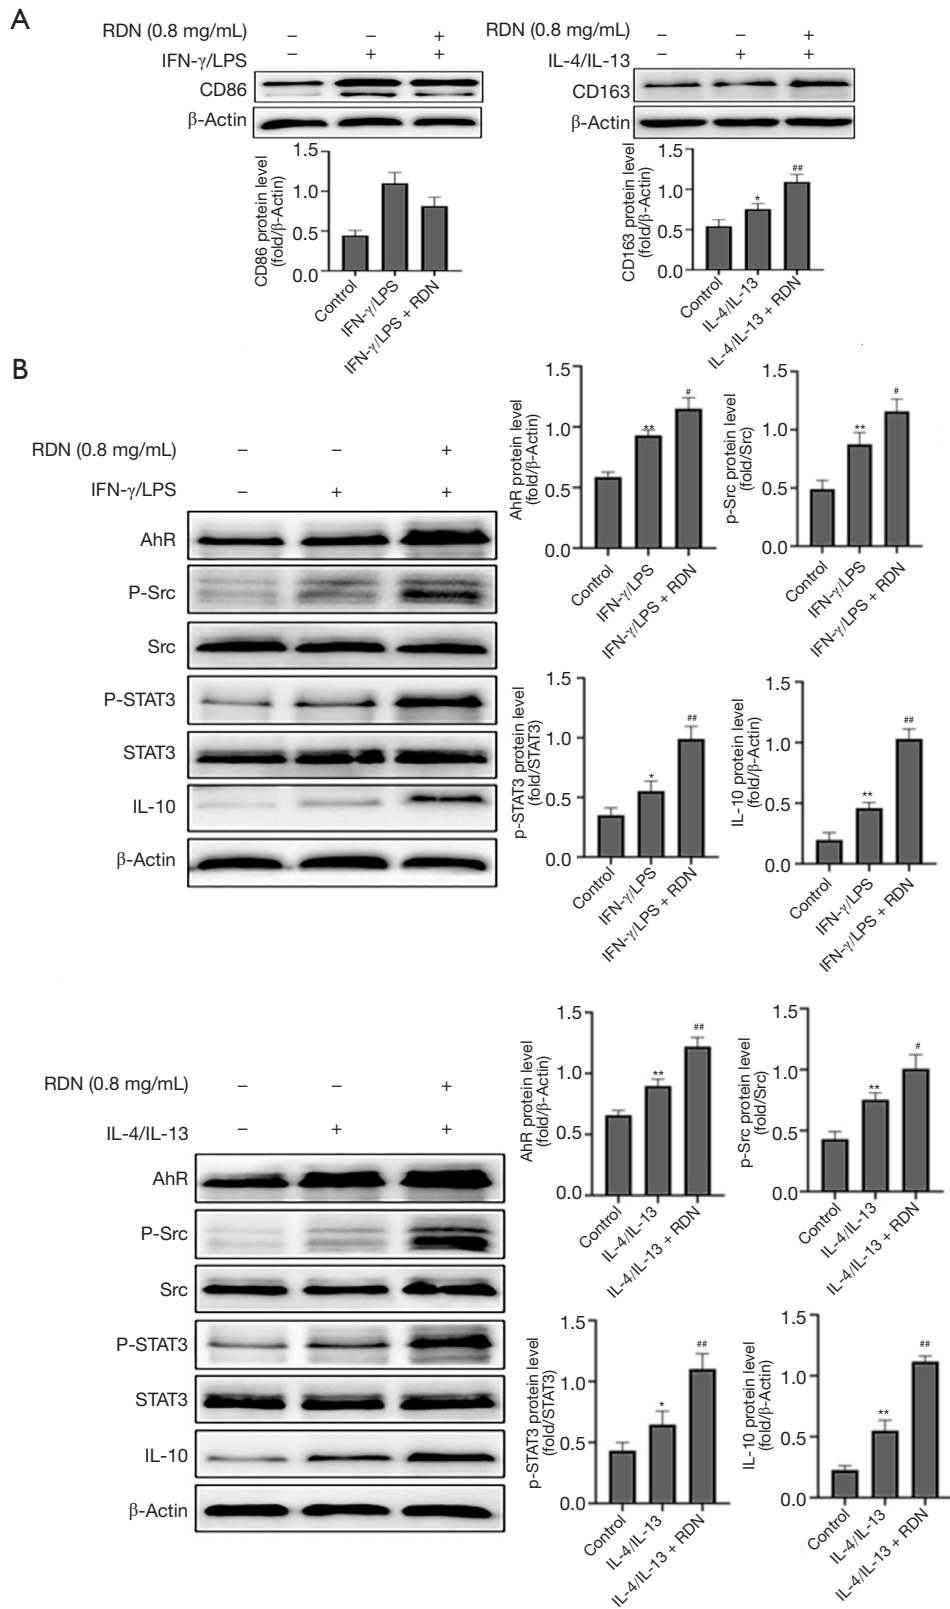 A
RDN (0.8 mg/mL) – – +
IFN-γ/LPS – + +
CD86
β-Actin
CD86 protein level
(fold/β-Actin)
1.5
1.0
0.5
0.0
Control
IFN-γ/LPS
IFN-γ/LPS + RDN
RDN (0.8 mg/mL) – – +
IL-4/IL-13 – + +
CD163
β-Actin
CD163 protein level
(fold/β-Actin)
1.5
1.0
0.5
0.0
*
##
Control
IL-4/IL-13
IL-4/IL-13 + RDN
B
RDN (0.8 mg/mL) – – +
IFN-γ/LPS – + +
AhR
P-Src
Src
P-STAT3
STAT3
IL-10
β-Actin
AhR protein level
(fold/β-Actin)
1.5
1.0
0.5
0.0
**
#
Control
IFN-γ/LPS
IFN-γ/LPS + RDN
p-Src protein level
(fold/Src)
1.5
1.0
0.5
0.0
**
#
Control
IFN-γ/LPS
IFN-γ/LPS + RDN
p-STAT3 protein level
(fold/STAT3)
1.5
1.0
0.5
0.0
*
##
Control
IFN-γ/LPS
IFN-γ/LPS + RDN
IL-10 protein level
(fold/β-Actin)
1.5
1.0
0.5
0.0
**
##
Control
IFN-γ/LPS
IFN-γ/LPS + RDN
RDN (0.8 mg/mL) – – +
IL-4/IL-13 – + +
AhR
P-Src
Src
P-STAT3
STAT3
IL-10
β-Actin
AhR protein level
(fold/β-Actin)
1.5
1.0
0.5
0.0
**
##
Control
IL-4/IL-13
IL-4/IL-13 + RDN
p-Src protein level
(fold/Src)
1.5
1.0
0.5
0.0
**
#
Control
IL-4/IL-13
IL-4/IL-13 + RDN
p-STAT3 protein level
(fold/STAT3)
1.5
1.0
0.5
0.0
*
##
Control
IL-4/IL-13
IL-4/IL-13 + RDN
IL-10 protein level
(fold/β-Actin)
1.5
1.0
0.5
0.0
**
##
Control
IL-4/IL-13
IL-4/IL-13 + RDN